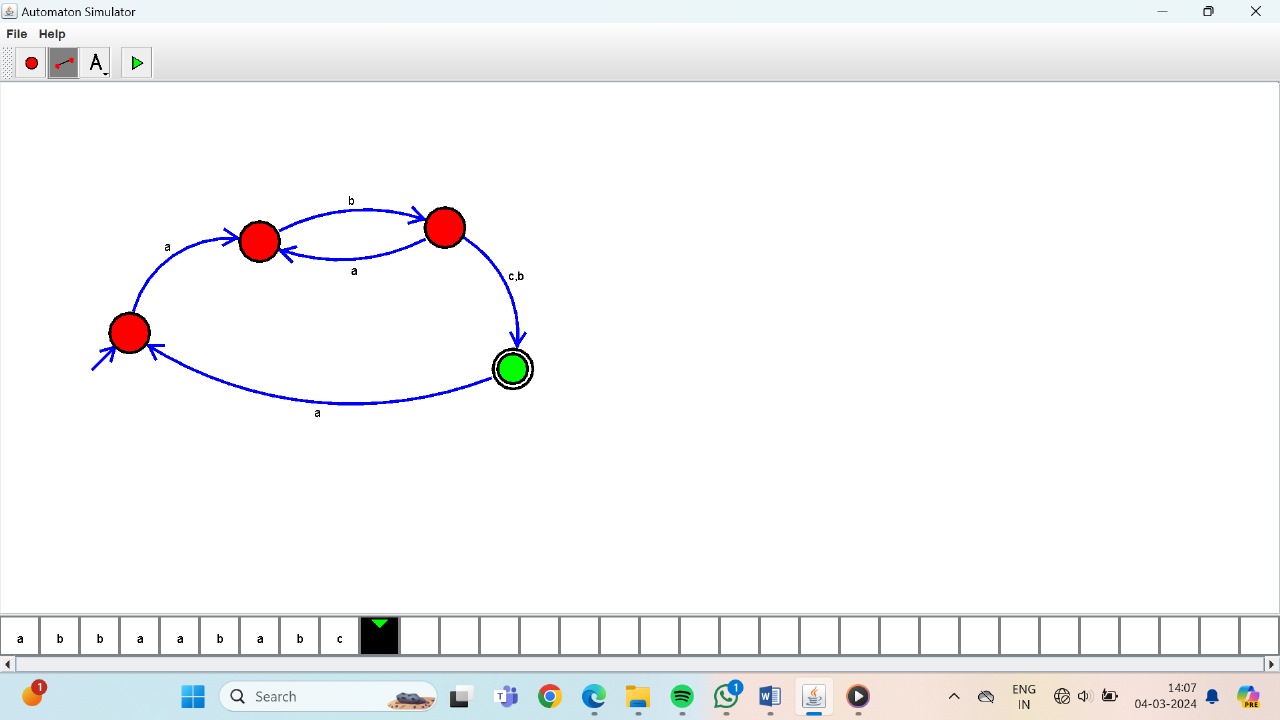 Automaton Simulator
File Help
A
b
a
a
c,b
a
a b b a a b a b c
1
Search
1
ENG
IN
14:07
04-03-2024
PRE